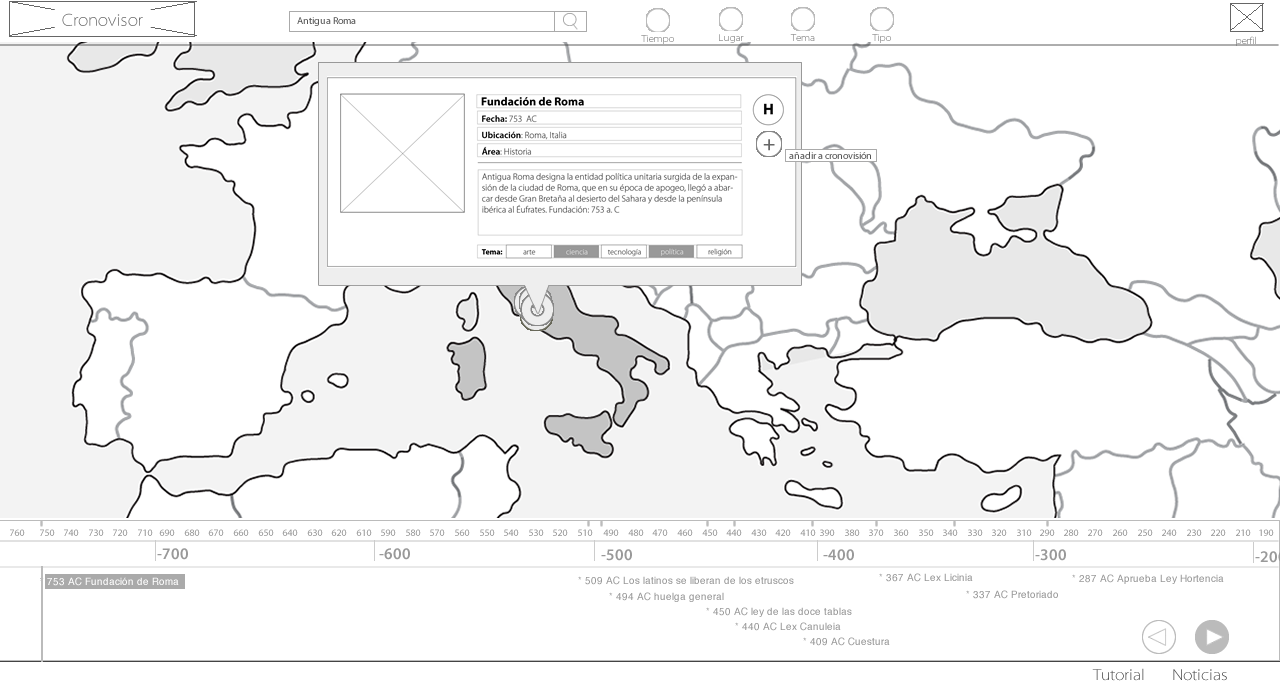 Cronovisor
Antigua Roma
Tiempo
Lugar
Tema
Tipo
perfil
Fundación de Roma
Fecha: 753 AC
Ubicación: Roma, Italia
Área: Historia
H
+
añadir a cronovisión
Antigua Roma designa la entidad política unitaria surgida de la expan-
sión de la ciudad de Roma, que en su época de apogeo, llegó a abar-
car desde Gran Bretaña al desierto del Sahara y desde la península
ibérica al Éufrates. Fundación: 753 a. C
Tema: arte ciencia tecnología política religión
760 750 740 730 720 710 690 680 670 660 650 640 630 620 610 590 580 570 560 550 540 530 520 510 490 480 470 460 450 440 430 420 410 390 380 370 360 350 340 330 320 310 290 280 270 260 250 240 230 220 210 190
-700 -600 -500 -400 -300 -200
753 AC Fundación de Roma
* 509 AC Los latinos se liberan de los etruscos
* 367 AC Lex Licinia
* 287 AC Aprueba Ley Hortencia
* 494 AC huelga general
* 337 AC Pretoriado
* 450 AC ley de las doce tablas
* 440 AC Lex Canuleia
* 409 AC Cuestura
Tutorial
Noticias